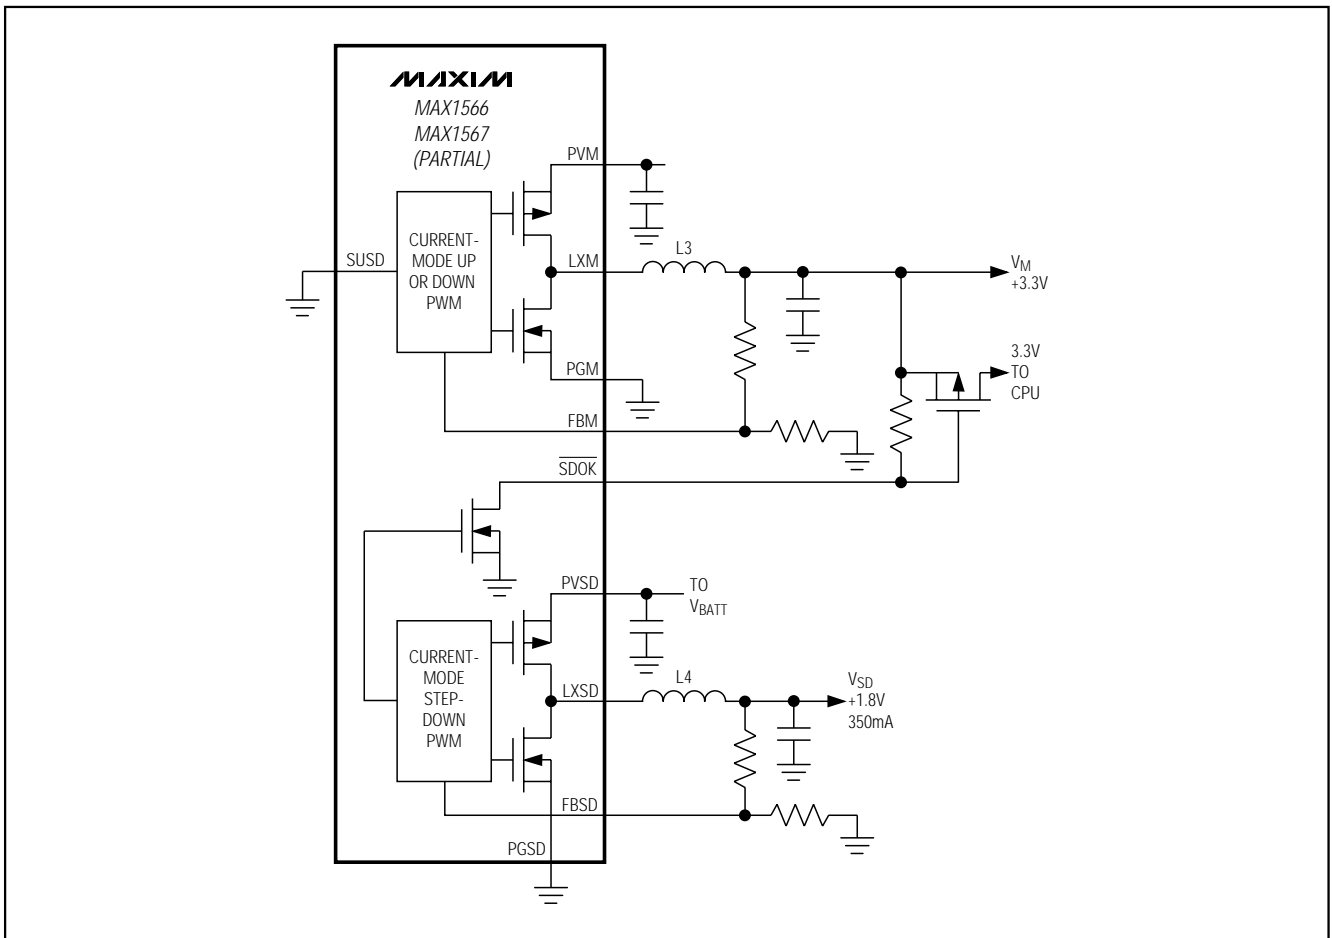 MAXIM
MAX1566
MAX1567
(PARTIAL)
PVM
CURRENT-
MODE UP
OR DOWN
PWM
SUSD
LXM
L3
VM
+3.3V
PGM
3.3V
TO
CPU
FBM
SDOK
PVSD
TO
VBATT
CURRENT-
MODE
STEP-
DOWN
PWM
LXSD
L4
VSD
+1.8V
350mA
FBSD
PGSD